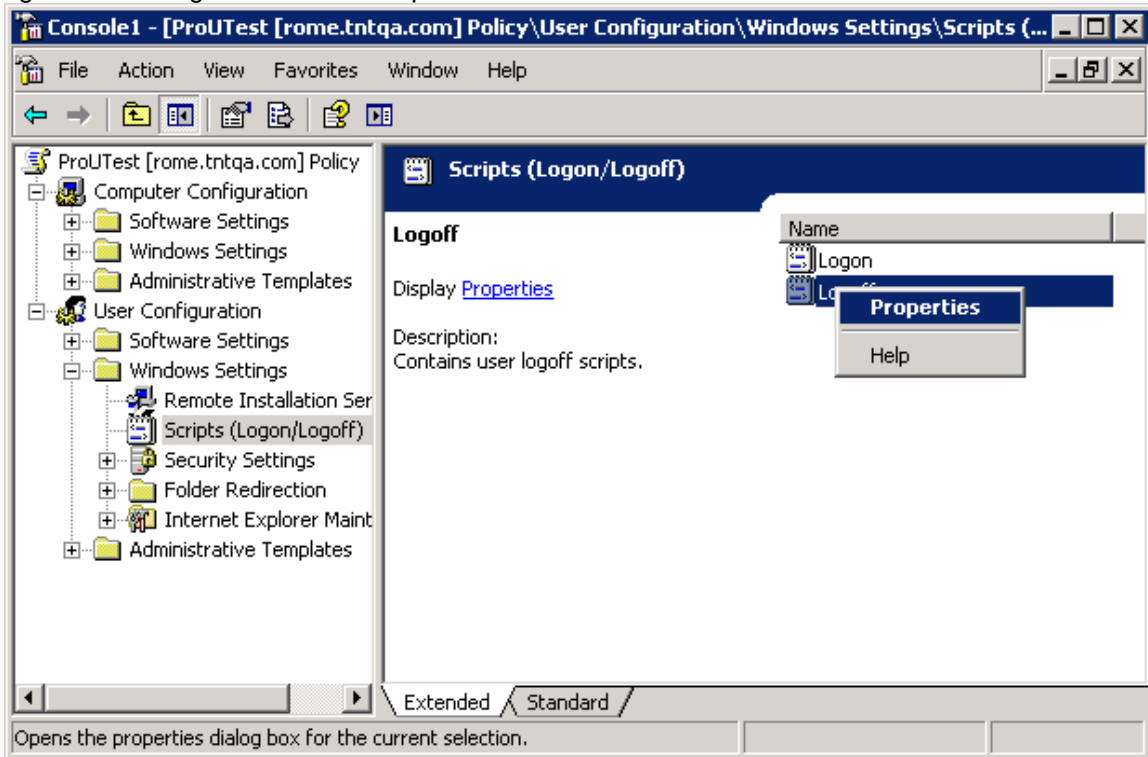 Console1 - [ProUTest [rome.tntqa.com] Policy\User Configuration\Windows Settings\Scripts (...
File Action View Favorites Window Help
ProUTest [rome.tntqa.com] Policy
Computer Configuration
Software Settings
Windows Settings
Administrative Templates
User Configuration
Software Settings
Windows Settings
Remote Installation Ser
Scripts (Logon/Logoff)
Security Settings
Folder Redirection
Internet Explorer Maint
Administrative Templates
Scripts (Logon/Logoff)
Logoff
Display Properties
Description:
Contains user logoff scripts.
Name
Logon
Properties
Help
Extended Standard
Opens the properties dialog box for the current selection.